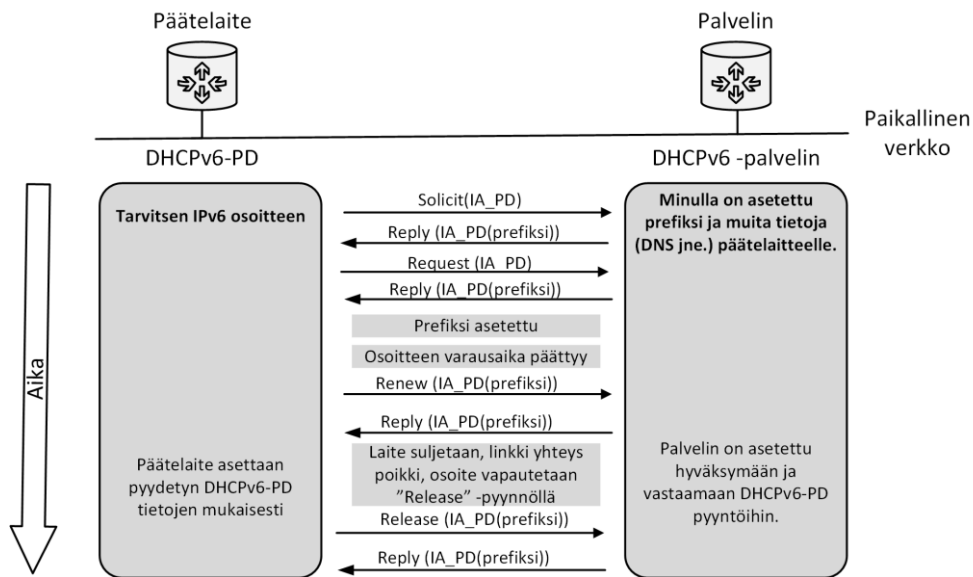 Päätelaite
Palvelin
Paikallinen
verkko
DHCPv6-PD
DHCPv6 -palvelin
Aika
Tarvitsen IPv6 osoitteen
Minulla on asetettu
prefiksi ja muita tietoja
(DNS jne.) päätelaitteelle.
Solicit(IA_PD)
Reply (IA_PD(prefiksi))
Request (IA PD)
Reply (IA_PD(prefiksi))
Prefiksi asetettu
Osoitteen varausaika päättyy
Renew (IA_PD(prefiksi))
Reply (IA_PD(prefiksi))
Laite suljetaan, linkki yhteys
poikki, osoite vapautetaan
”Release” -pyynnöllä
Päätelaite asettaan
pyydetyn DHCPv6-PD
tietojen mukaisesti
Palvelin on asetettu
hyväksymään ja
vastaamaan DHCPv6-PD
pyyntöihin.
Release (IA_PD(prefiksi))
Reply (IA_PD(prefiksi))